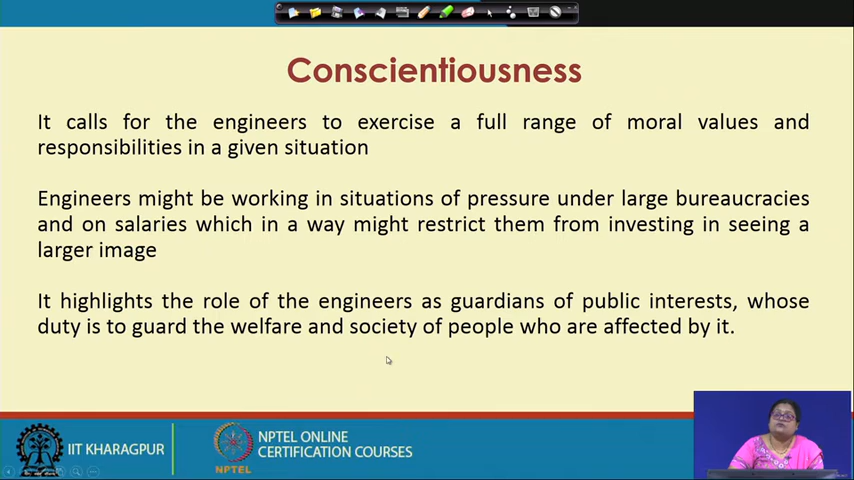 Conscientiousness
It calls for the engineers to exercise a full range of moral values and
responsibilities in a given situation
Engineers might be working in situations of pressure under large bureaucracies
and on salaries which in a way might restrict them from investing in seeing a
larger image
It highlights the role of the engineers as guardians of public interests, whose
duty is to guard the welfare and society of people who are affected by it.
IIT KHARAGPUR
NPTEL
NPTEL ONLINE
CERTIFICATION COURSES